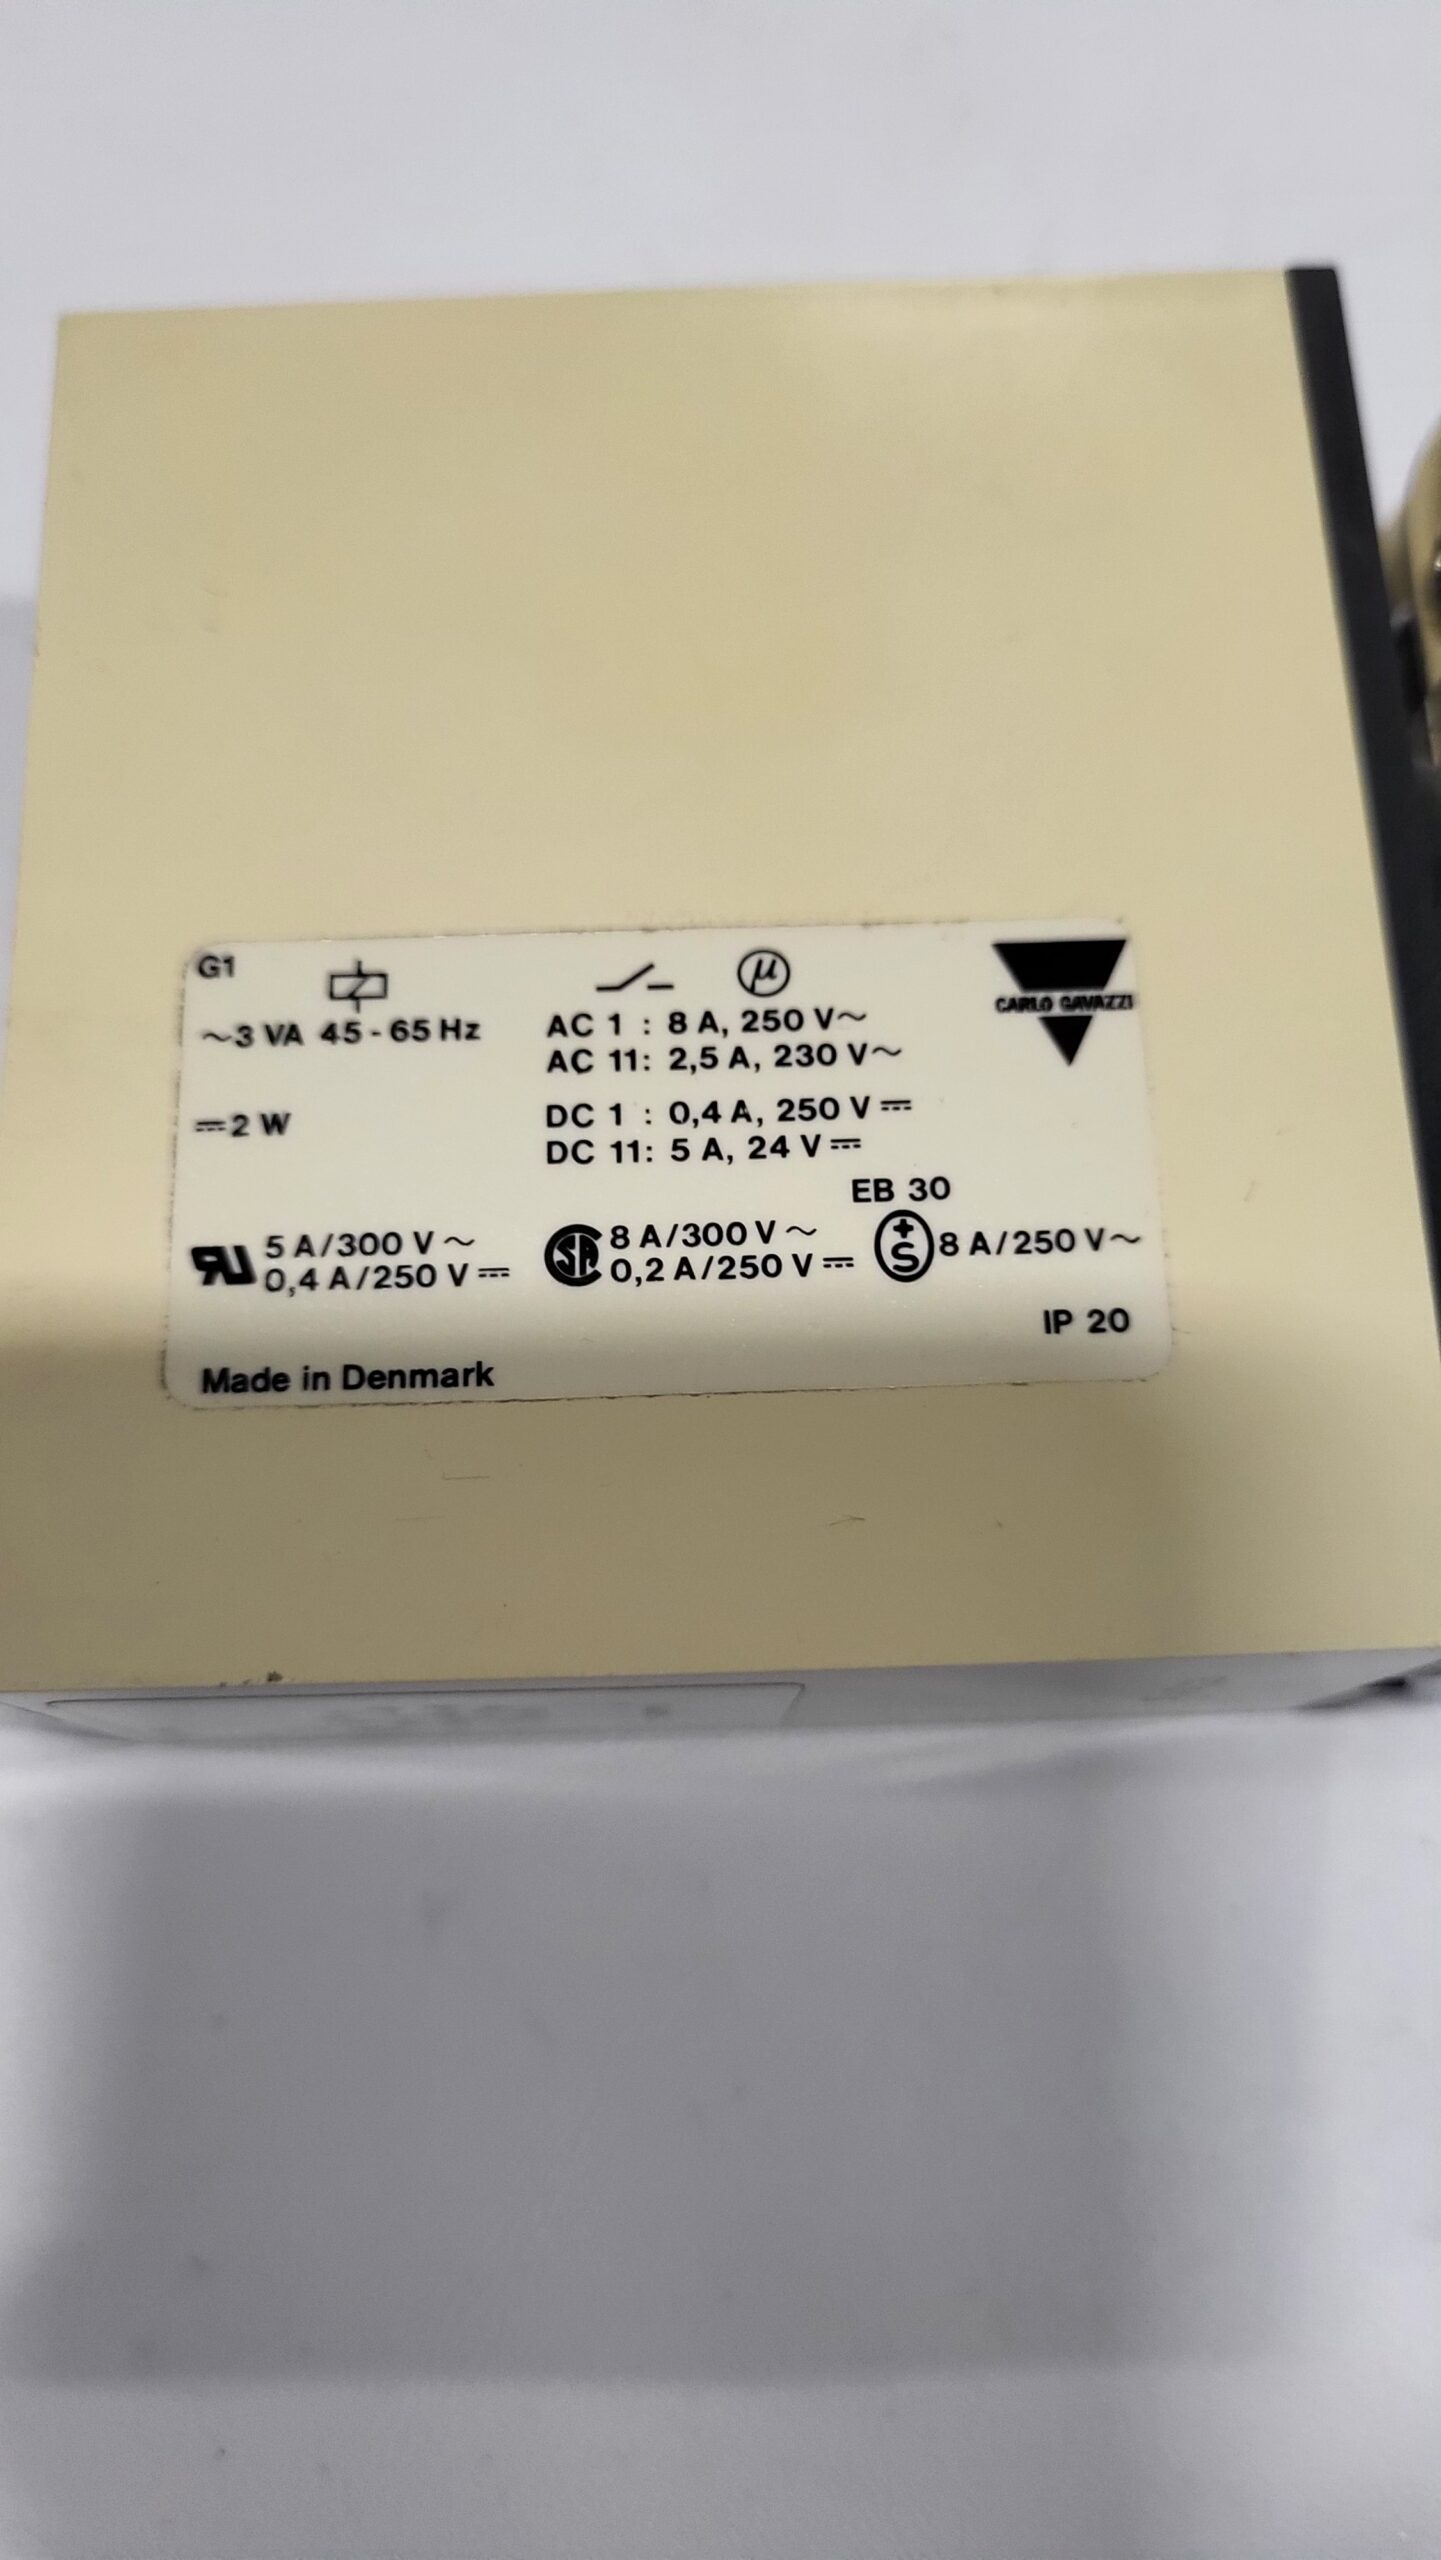 G1
μ
CARLO GAVAZZI
~3 VA 45-65 Hz
AC 1 : 8 A, 250 V~
AC 11: 2,5 A, 230 V~
⎓2 W
DC 1 : 0,4 A, 250 V⎓
DC 11: 5 A, 24 V⎓
EB 30
RU 5 A/300 V~
0,4 A/250 V⎓
SA 8 A/300 V~
0,2 A/250 V⎓
+S 8 A/250 V~
IP 20
Made in Denmark